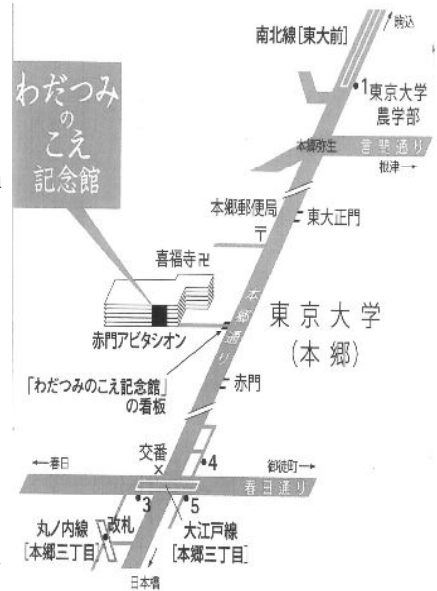 駒込
南北線[東大前]
1
東京大学
農学部
わだつみ
の
こえ
記念館
本郷弥生
言問通り
根津→
本郷郵便局
〒
東大正門
喜福寺卍
本郷通り
東京大学
(本郷)
赤門アビタシオン
「わだつみのこえ記念館」
の看板
赤門
交番
×
4
←春日
御徒町→
春日通り
3
5
丸ノ内線
[本郷三丁目]
改札
大江戸線
[本郷三丁目]
日本橋